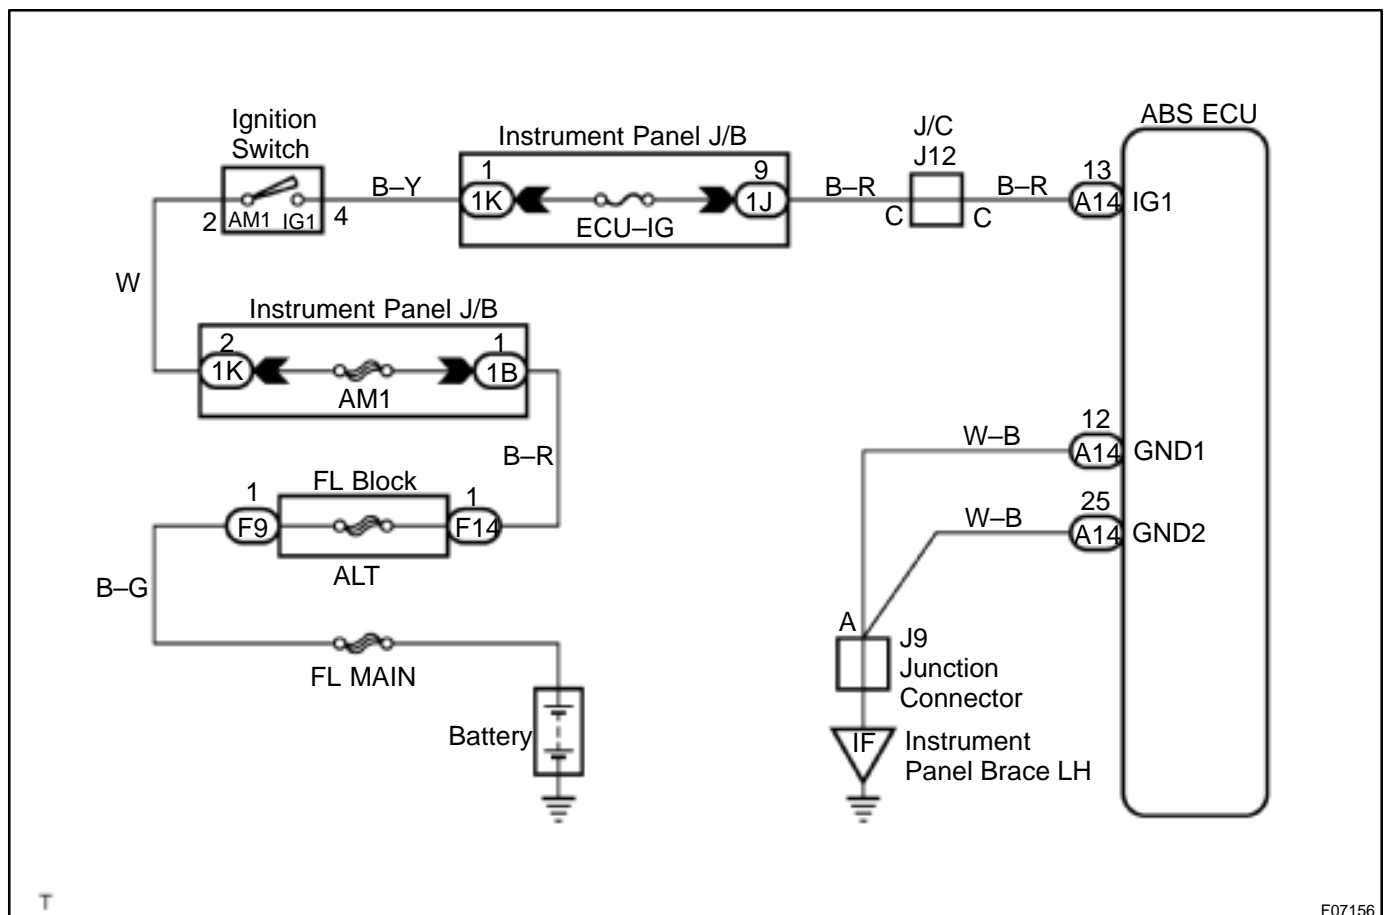 ABS ECU
Ignition
Switch
Instrument Panel J/B
J/C
J12
2
AM1
IG1
4
B–Y
1
1K
ECU–IG
9
1J
B–R
C
C
B–R
13
A14
IG1
W
Instrument Panel J/B
2
1K
AM1
1
1B
B–R
FL Block
1
F9
ALT
1
F14
B–G
FL MAIN
Battery
W–B
12
A14
GND1
W–B
25
A14
GND2
A
J9
Junction
Connector
IF
Instrument
Panel Brace LH
T
F07156